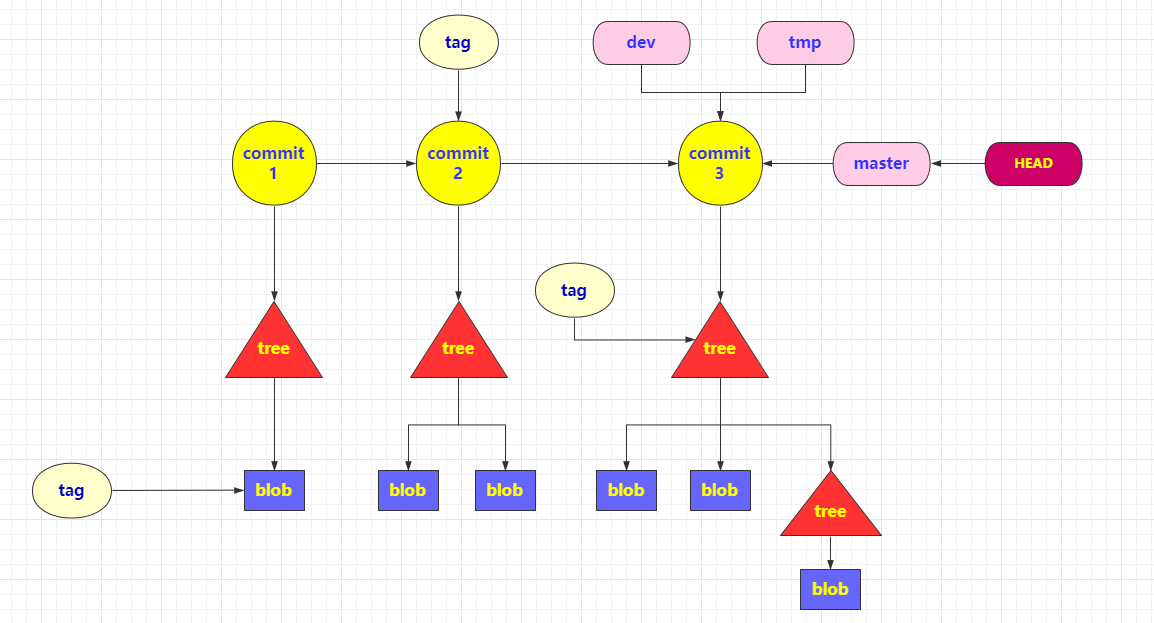 tag
dev
tmp
commit
1
commit
2
commit
3
master
HEAD
tag
tree
tree
tree
tag
blob
blob
blob
blob
blob
tree
blob